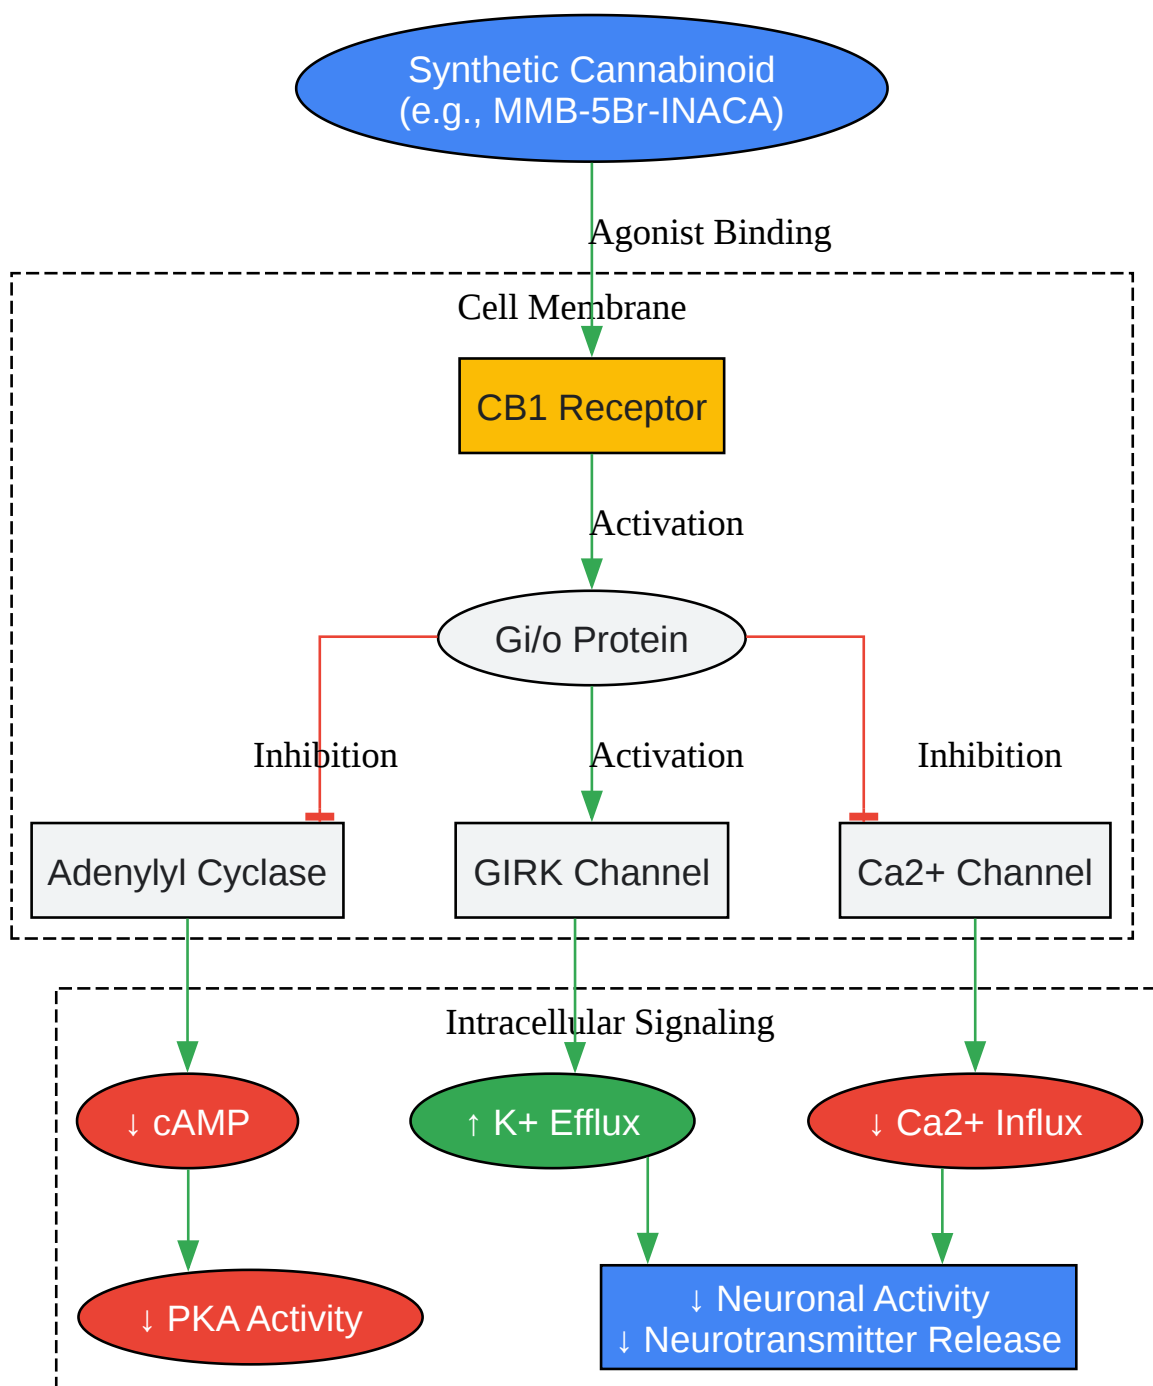 Synthetic Cannabinoid
(e.g., MMB-5Br-INACA)
Agonist Binding
Cell Membrane
CB1 Receptor
Activation
Gi/o Protein
Inhibition
Activation
Inhibition
Adenylyl Cyclase
GIRK Channel
Ca2+ Channel
Intracellular Signaling
↓ cAMP
↑ K+ Efflux
↓ Ca2+ Influx
↓ PKA Activity
↓ Neuronal Activity
↓ Neurotransmitter Release